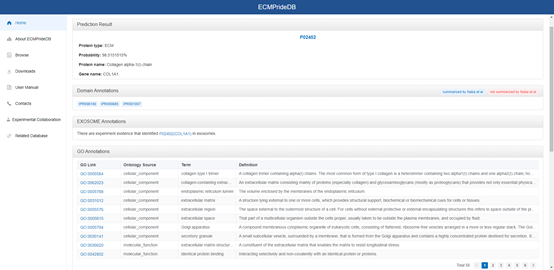 ECMPrideDB
Home
About ECMPrideDB
Browse
Downloads
User Manual
Contacts
Experimental Collaboration
Related Database
Prediction Result
P02452
Protein type: ECM
Probability: 98.5151515%
Protein name: Collagen alpha-1(I) chain
Gene name: COL1A1
Domain Annotations
summarized by Naba et al not summarized by Naba et al
IPR008160 IPR000885 IPR001007
EXOSOME Annotations
There are experiment evidence that identified P02452(COL1A1) in exosomes.
GO Annotations
GO Link Ontology Source Term Definition
GO:0005584 cellular_component collagen type I trimer A collagen trimer containing alpha(I) chains. The most common form of type I collagen is a heterotrimer containing two alpha1(I) chains and one alpha2(I) chain;
GO:0062023 cellular_component collagen-containing extrac... An extracellular matrix consisting mainly of proteins (especially collagen) and glycosaminoglycans (mostly as proteoglycans) that provides not only essential
GO:0005788 cellular_component endoplasmic reticulum lumen The volume enclosed by the membranes of the endoplasmic reticulum.
GO:0031012 cellular_component extracellular matrix A structure lying external to one or more cells, which provides structural support, biochemical or biomechanical cues for cells or tissues.
GO:0005576 cellular_component extracellular region The space external to the outermost structure of a cell. For cells without external protective or external encapsulating structures this refers to space outside of the
GO:0005615 cellular_component extracellular space That part of a multicellular organism outside the cells proper, usually taken to be outside the plasma membranes, and occupied by fluid.
GO:0005794 cellular_component Golgi apparatus A compound membranous cytoplasmic organelle of eukaryotic cells, consisting of flattened, ribosome-free vesicles arranged in a more or less regular stack. The
GO:0030141 cellular_component secretory granule A small subcellular vesicle, surrounded by a membrane, that is formed from the Golgi apparatus and contains a highly concentrated protein destined for secretion.
GO:0030020 molecular_function extracellular matrix structur A constituent of the extracellular matrix that enables the matrix to resist longitudinal stress.
GO:0042802 molecular_function identical protein binding Interacting selectively and non-covalently with an identical protein or proteins.
1 2 3 4 5 6